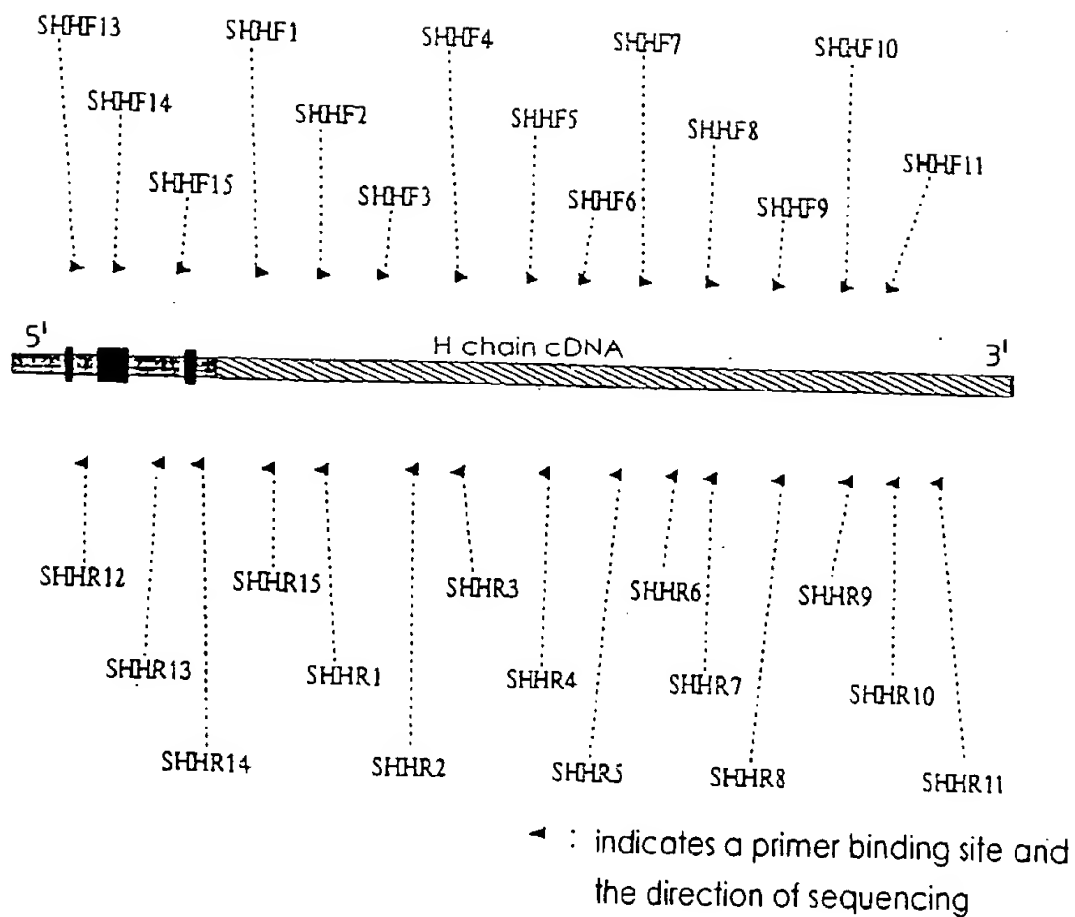 SHHF13
SHHF1
SHHF4
SHHF7
SHHF10
SHHF14
SHHF2
SHHF5
SHHF8
SHHF11
SHHF15
SHHF3
SHHF6
SHHF9
5'
H chain cDNA
3'
SHHR12
SHHR15
SHHR3
SHHR6
SHHR9
SHHR13
SHHR1
SHHR4
SHHR7
SHHR10
SHHR14
SHHR2
SHHR5
SHHR8
SHHR11
: indicates a primer binding site and
the direction of sequencing